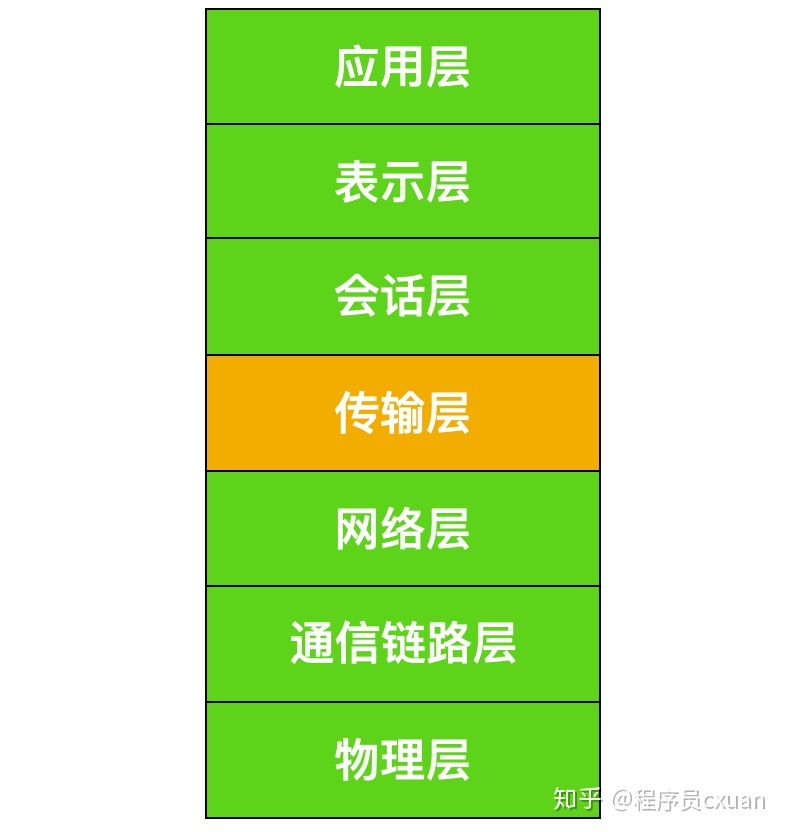 应用层
表示层
会话层
传输层
网络层
通信链路层
物理层
知乎 @程序员cxuan